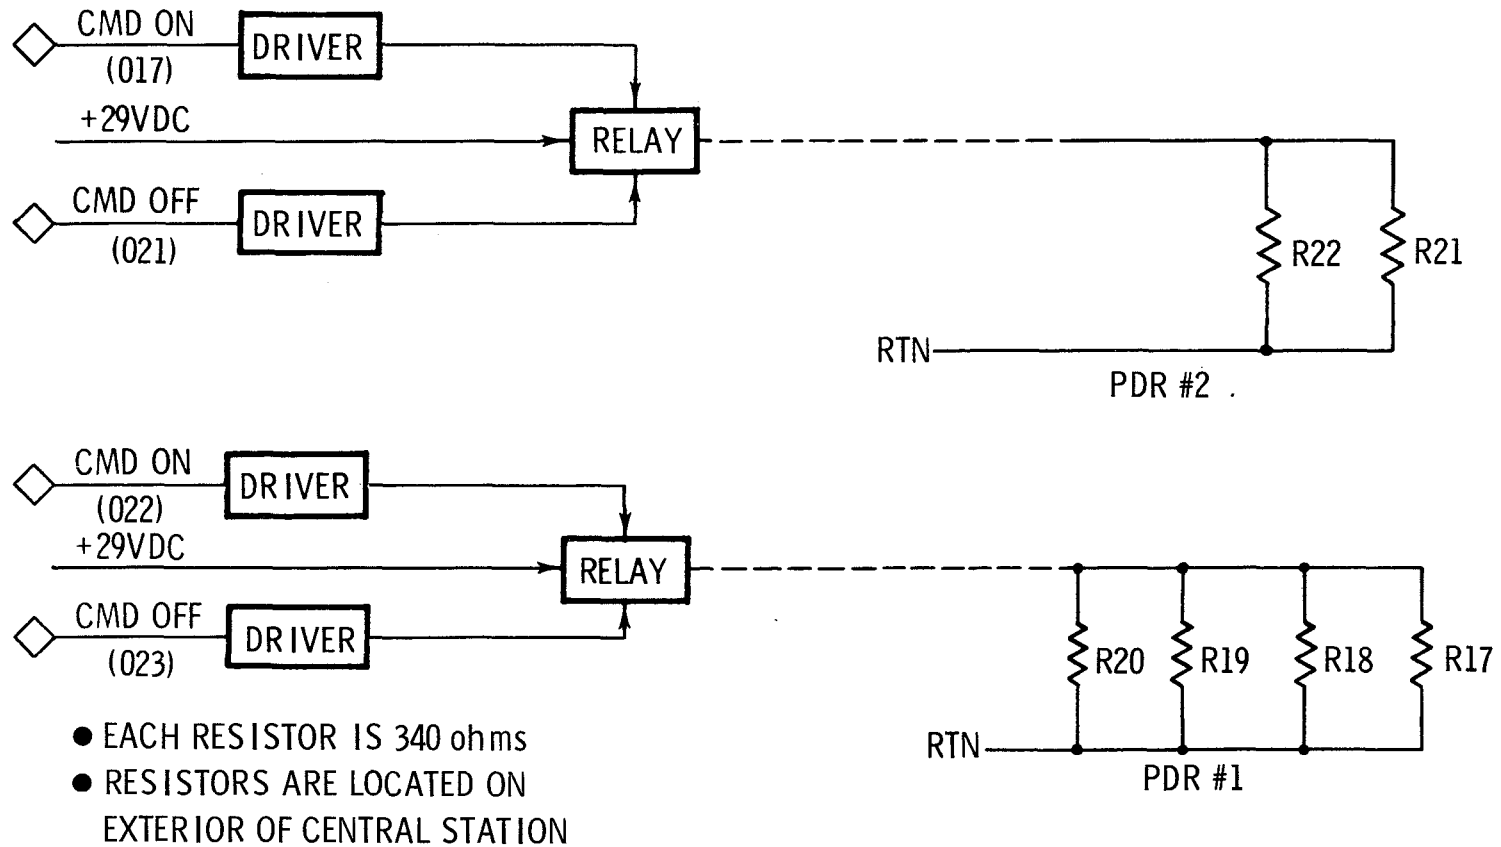 CMD ON
DRIVER
(017)
+29VDC
RELAY
CMD OFF
DRIVER
(021)
R22
R21
RTN
PDR #2
CMD ON
DRIVER
(022)
+29VDC
RELAY
CMD OFF
DRIVER
(023)
R20
R19
R18
R17
RTN
PDR #1
● EACH RESISTOR IS 340 ohms
● RESISTORS ARE LOCATED ON
EXTERIOR OF CENTRAL STATION